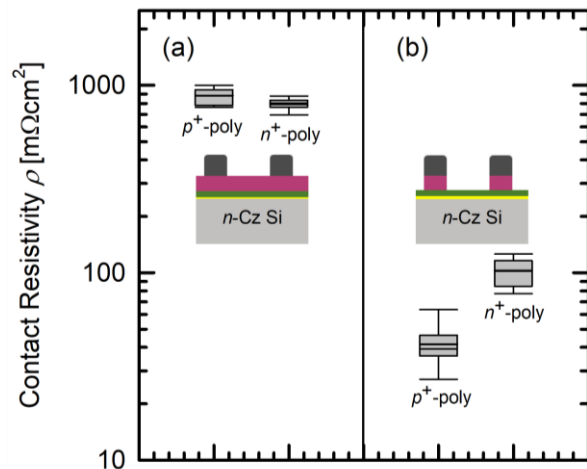 Contact Resistivity ρ [mΩcm²]
1000
100
10
(a)
p⁺-poly
n⁺-poly
n-Cz Si
(b)
n-Cz Si
n⁺-poly
p⁺-poly